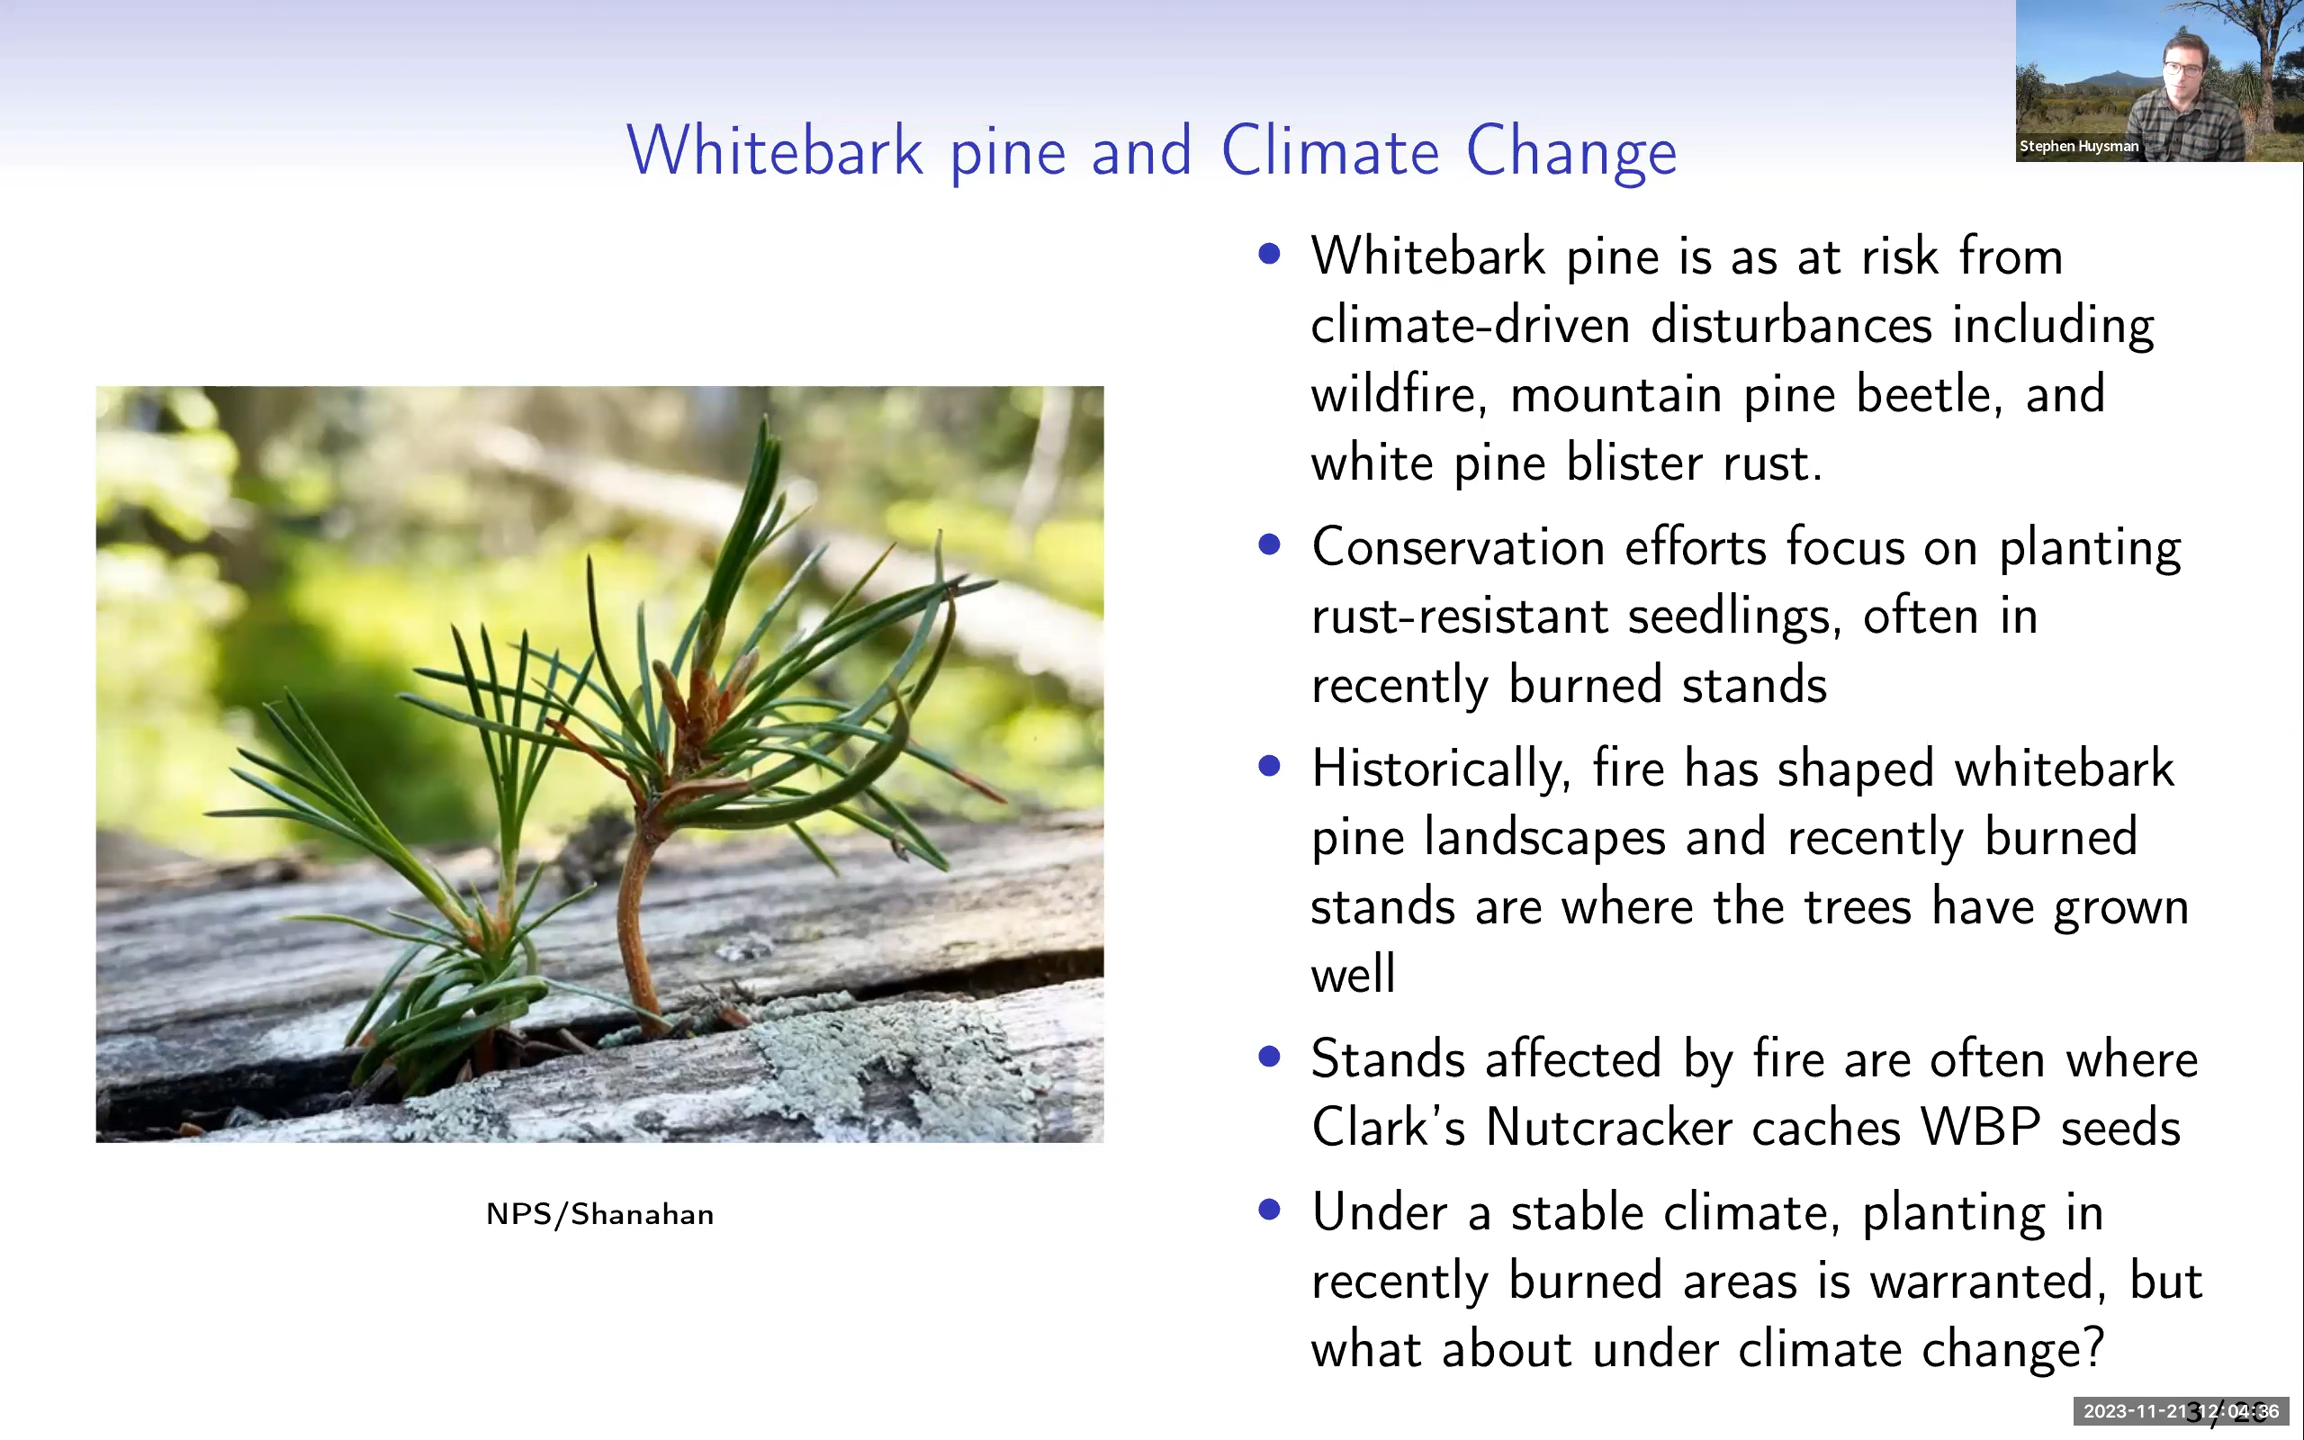 Stephen Huysman
Whitebark pine and Climate Change
• Whitebark pine is as at risk from
climate-driven disturbances including
wildfire, mountain pine beetle, and
white pine blister rust.
• Conservation efforts focus on planting
rust-resistant seedlings, often in
recently burned stands
• Historically, fire has shaped whitebark
pine landscapes and recently burned
stands are where the trees have grown
well
• Stands affected by fire are often where
Clark's Nutcracker caches WBP seeds
• Under a stable climate, planting in
recently burned areas is warranted, but
what about under climate change?
NPS/Shanahan
2023-11-21 12:04:36